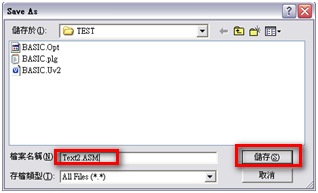 Save As
儲存於(I):
TEST
BASIC.Opt
BASIC.plg
BASIC.Uv2
檔案名稱(N):
Text2.ASM
儲存(S)
存檔類型(T):
All Files (*.*)
取消